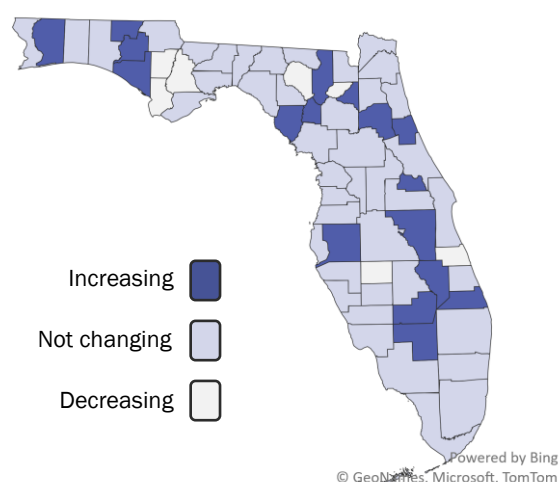 Increasing
Not changing
Decreasing
Powered by Bing
© GeoNames, Microsoft, TomTom